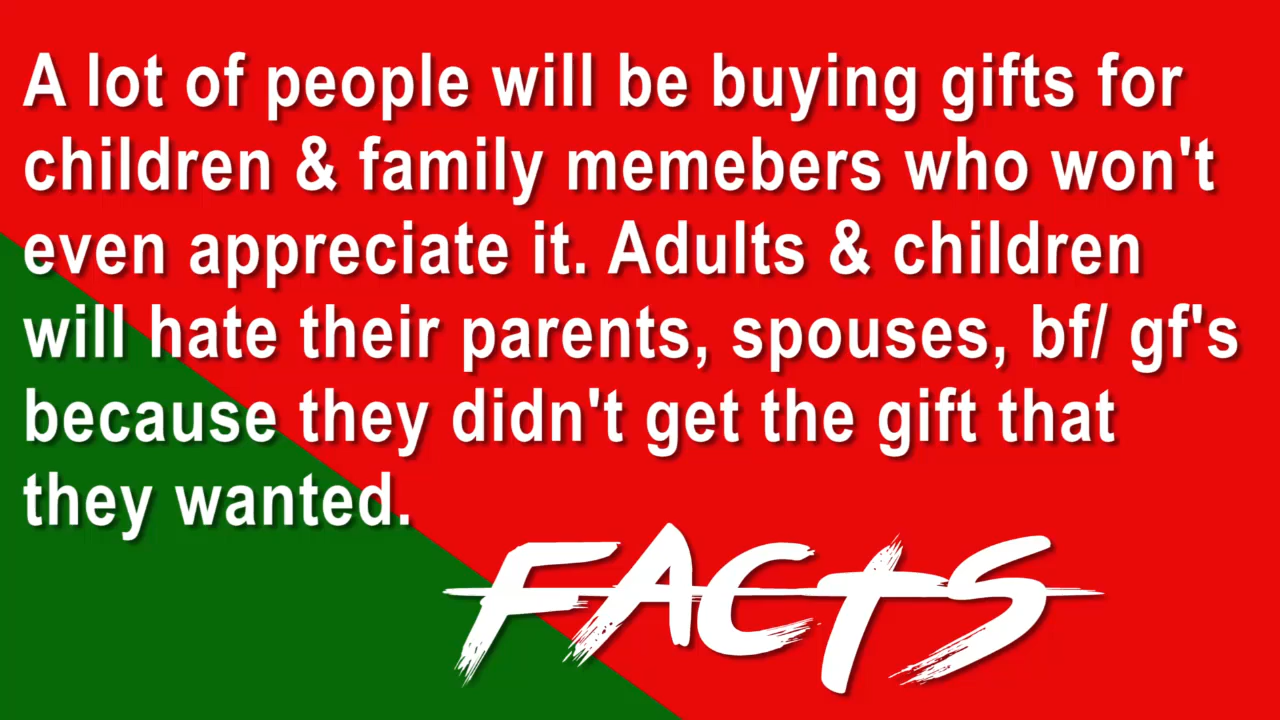 A lot of people will be buying gifts for
children & family memebers who won't
even appreciate it. Adults & children
will hate their parents, spouses, bf/ gf's
because they didn't get the gift that
they wanted.
FACTS